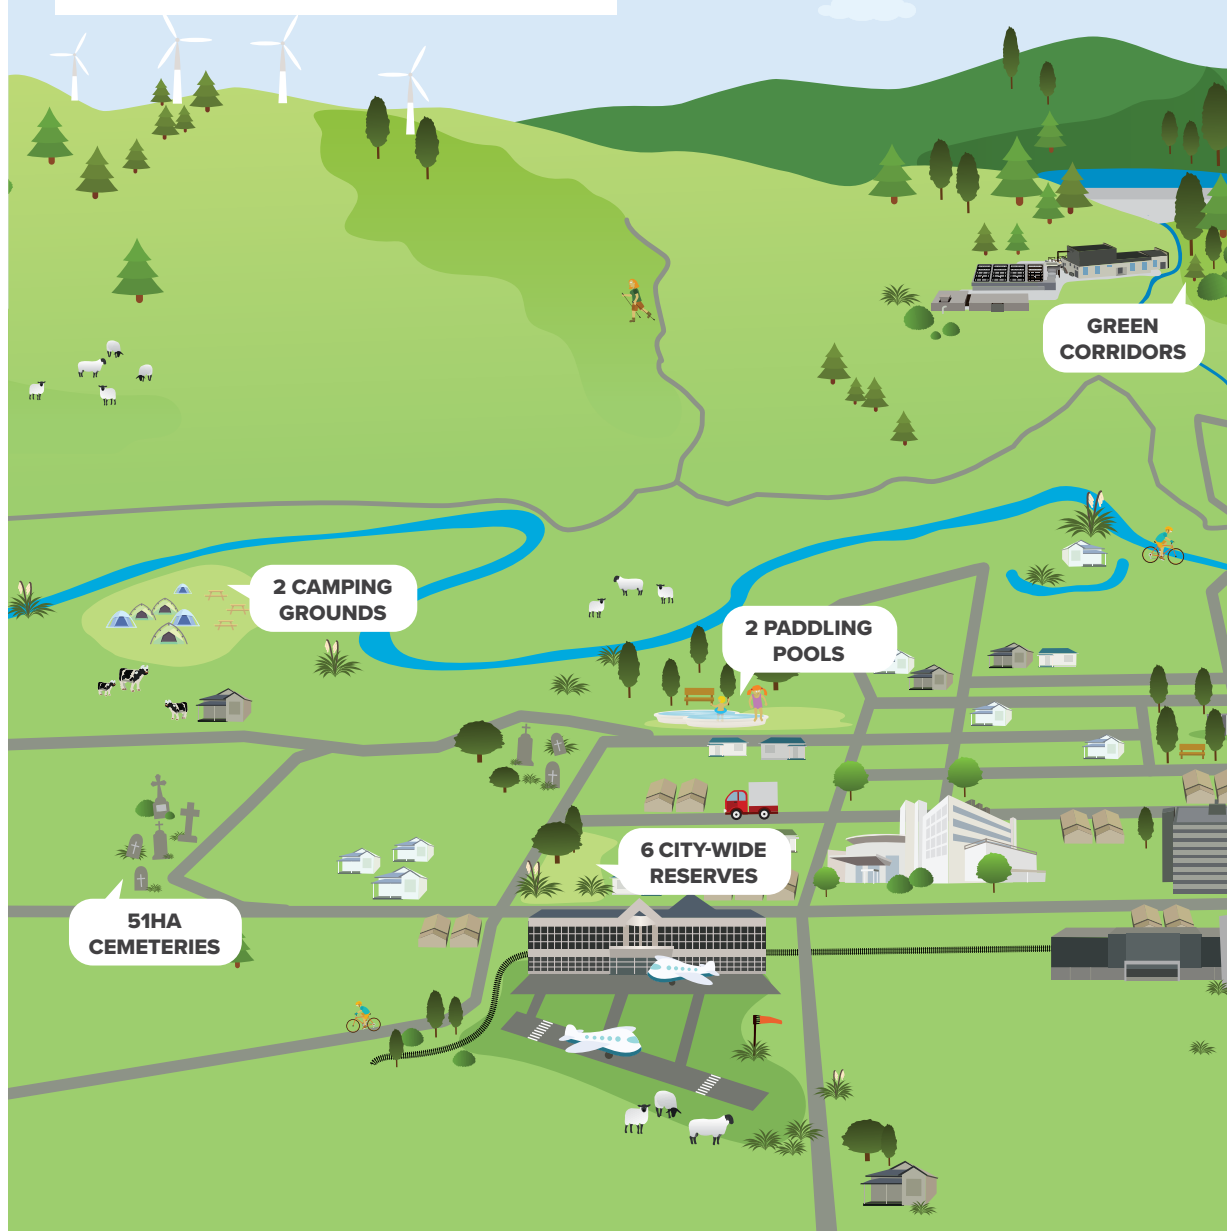 GREEN
CORRIDORS
2 CAMPING
GROUNDS
2 PADDLING
POOLS
6 CITY-WIDE
RESERVES
51HA
CEMETERIES